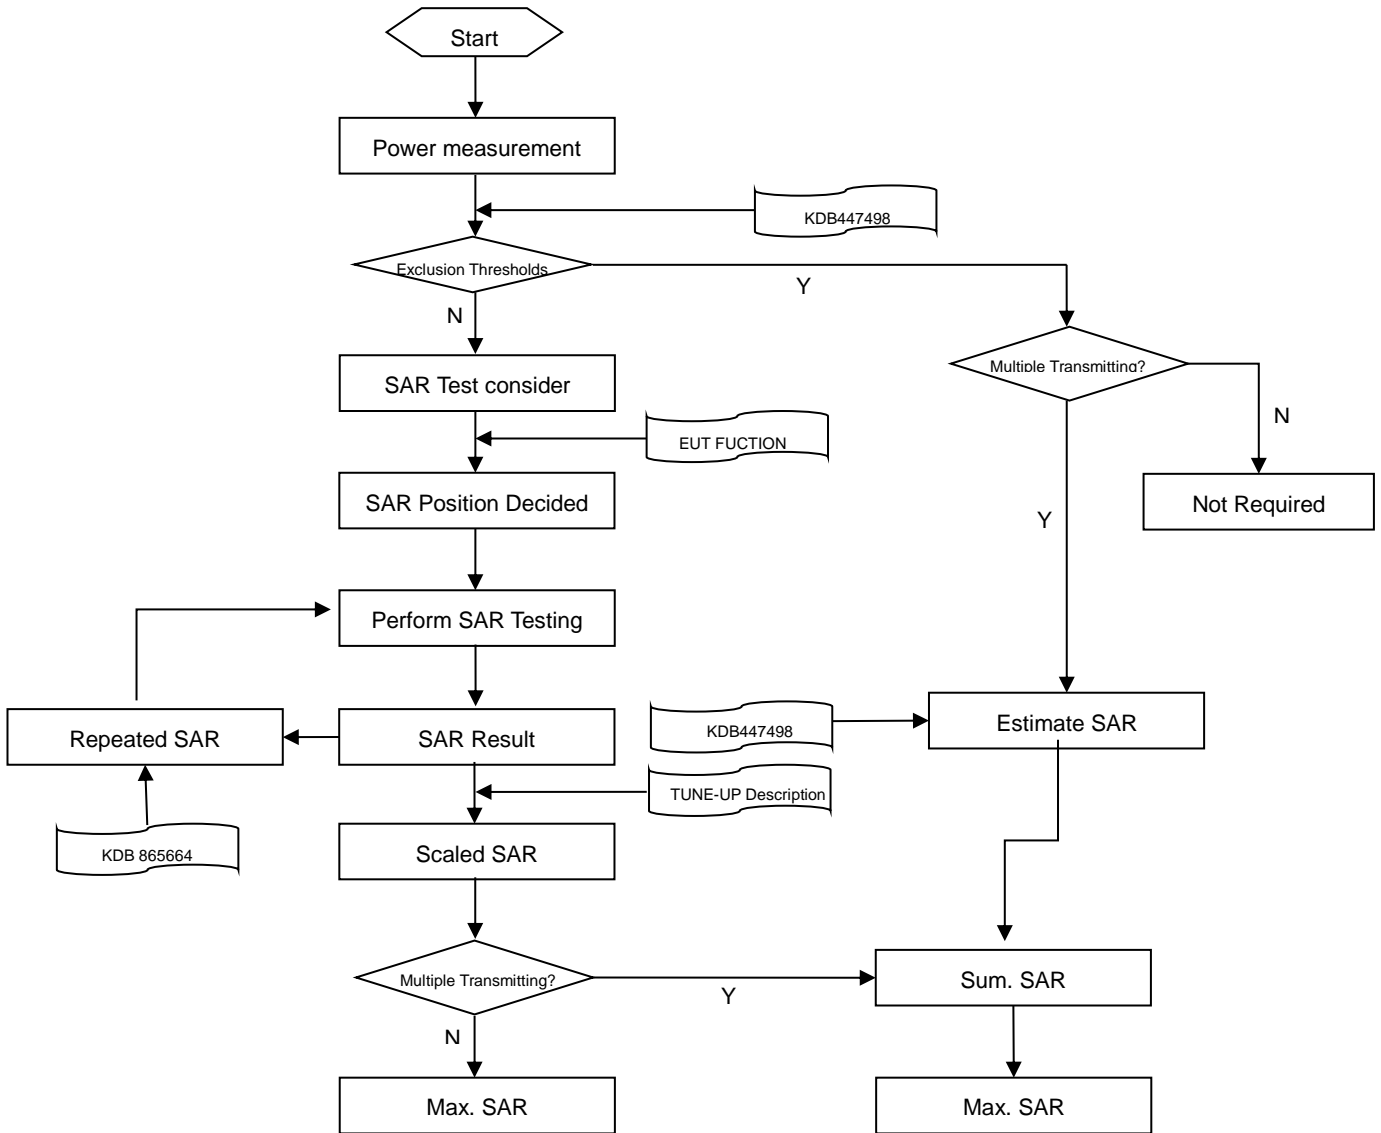 Start
Power measurement
KDB447498
Exclusion Thresholds
Y
N
Multiple Transmitting?
SAR Test consider
N
EUT FUCTION
SAR Position Decided
Not Required
Y
Perform SAR Testing
Repeated SAR
SAR Result
KDB447498
Estimate SAR
TUNE-UP Description
KDB 865664
Scaled SAR
Multiple Transmitting?
Y
Sum. SAR
N
Max. SAR
Max. SAR